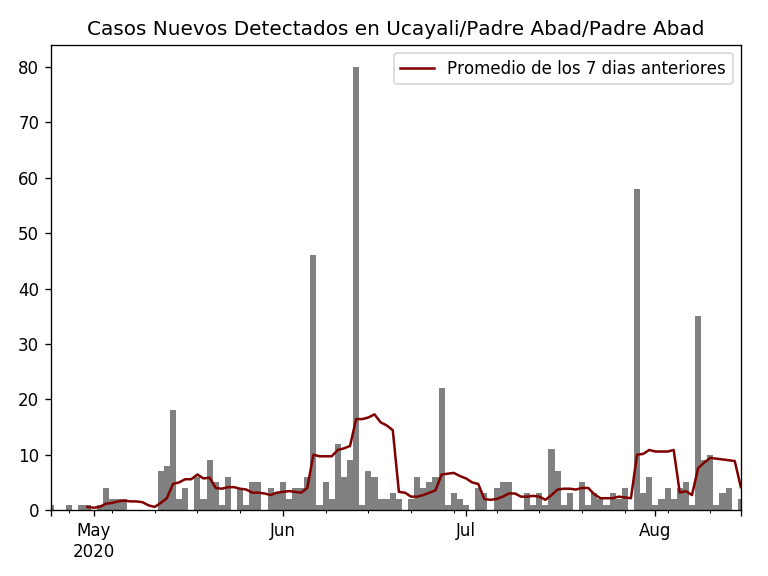 Casos Nuevos Detectados en Ucayali/Padre Abad/Padre Abad
Promedio de los 7 dias anteriores
80
70
60
50
40
30
20
10
0
May
2020
Jun
Jul
Aug